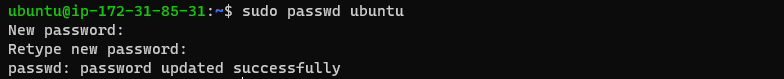 ubuntu@ip-172-31-85-31:~$ sudo passwd ubuntu
New password:
Retype new password:
passwd: password updated successfully